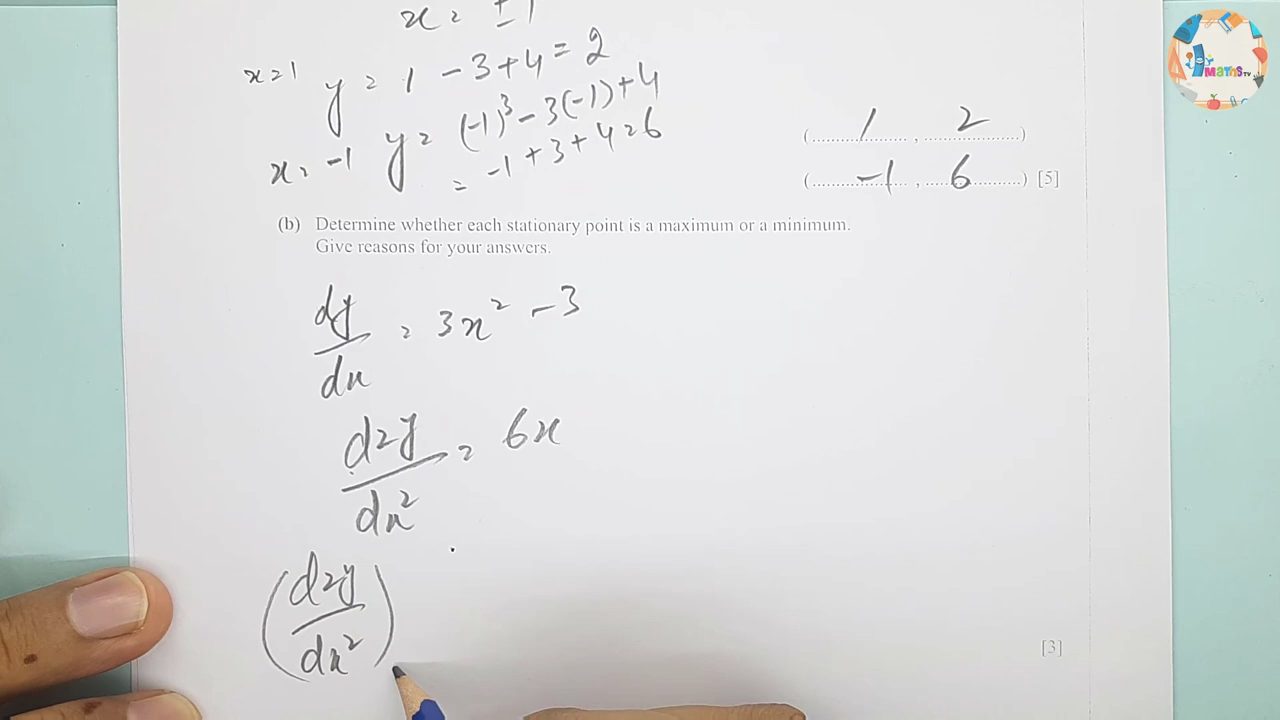 x = ±1
x=1 y = 1 - 3 + 4 = 2
x = -1 y = (-1)³ - 3(-1) + 4
= -1 + 3 + 4 = 6
(.......1......... , ......2.............)
(.......-1......... , ......6.............) [5]
(b) Determine whether each stationary point is a maximum or a minimum.
Give reasons for your answers.
dy/dx = 3x² - 3
d2y/dx² = 6x
(d2y/dx²)
[3]
MATHS TV